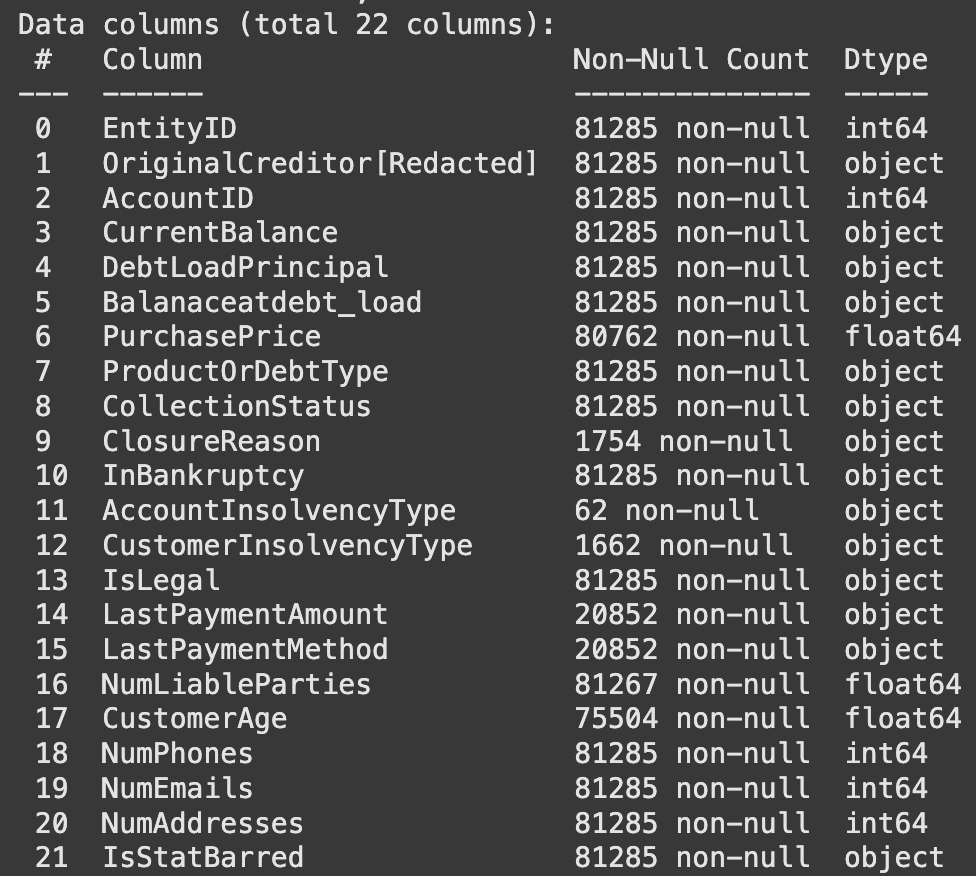 Data columns (total 22 columns):
 #   Column                     Non-Null Count  Dtype
---  ------                     --------------  -----
 0   EntityID                   81285 non-null  int64
 1   OriginalCreditor[Redacted] 81285 non-null  object
 2   AccountID                  81285 non-null  int64
 3   CurrentBalance             81285 non-null  object
 4   DebtLoadPrincipal          81285 non-null  object
 5   Balanaceatdebt_load        81285 non-null  object
 6   PurchasePrice              80762 non-null  float64
 7   ProductOrDebtType          81285 non-null  object
 8   CollectionStatus           81285 non-null  object
 9   ClosureReason              1754 non-null   object
 10  InBankruptcy               81285 non-null  object
 11  AccountInsolvencyType      62 non-null     object
 12  CustomerInsolvencyType     1662 non-null   object
 13  IsLegal                    81285 non-null  object
 14  LastPaymentAmount          20852 non-null  object
 15  LastPaymentMethod          20852 non-null  object
 16  NumLiableParties           81267 non-null  float64
 17  CustomerAge                75504 non-null  float64
 18  NumPhones                  81285 non-null  int64
 19  NumEmails                  81285 non-null  int64
 20  NumAddresses               81285 non-null  int64
 21  IsStatBarred               81285 non-null  object